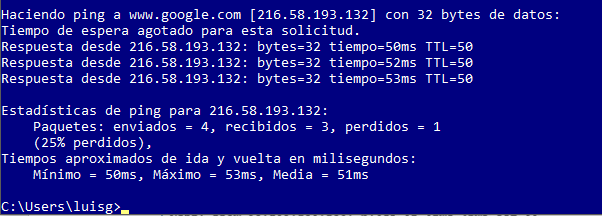 Haciendo ping a www.google.com [216.58.193.132] con 32 bytes de datos:
Tiempo de espera agotado para esta solicitud.
Respuesta desde 216.58.193.132: bytes=32 tiempo=50ms TTL=50
Respuesta desde 216.58.193.132: bytes=32 tiempo=52ms TTL=50
Respuesta desde 216.58.193.132: bytes=32 tiempo=53ms TTL=50
Estadísticas de ping para 216.58.193.132:
Paquetes: enviados = 4, recibidos = 3, perdidos = 1
(25% perdidos),
Tiempos aproximados de ida y vuelta en milisegundos:
Mínimo = 50ms, Máximo = 53ms, Media = 51ms
C:\Users\luisg>_